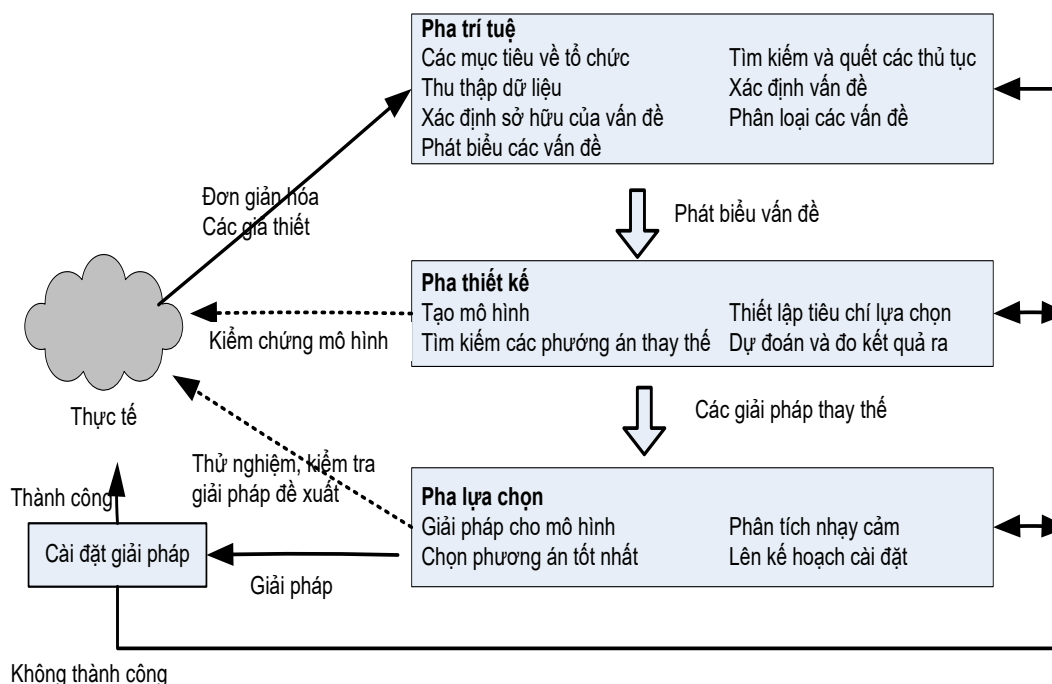 Pha trí tuệ
Các mục tiêu về tổ chức
Thu thập dữ liệu
Xác định sở hữu của vấn đề
Phát biểu các vấn đề
Tìm kiếm và quết các thủ tục
Xác định vấn đề
Phân loại các vấn đề
Đơn giản hóa
Các giả thiết
Phát biểu vấn đề
Pha thiết kế
Tạo mô hình
Tìm kiếm các phướng án thay thế
Thiết lập tiêu chí lựa chọn
Dự đoán và đo kết quả ra
Kiểm chứng mô hình
Thực tế
Các giải pháp thay thế
Thử nghiệm, kiểm tra
giải pháp đề xuất
Pha lựa chọn
Giải pháp cho mô hình
Chọn phương án tốt nhất
Phân tích nhạy cảm
Lên kế hoạch cài đặt
Thành công
Cài đặt giải pháp
Giải pháp
Không thành công